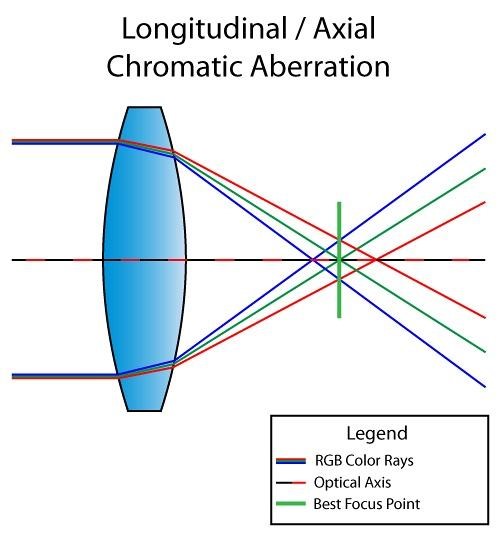 Longitudinal / Axial
Chromatic Aberration
Legend
RGB Color Rays
Optical Axis
Best Focus Point